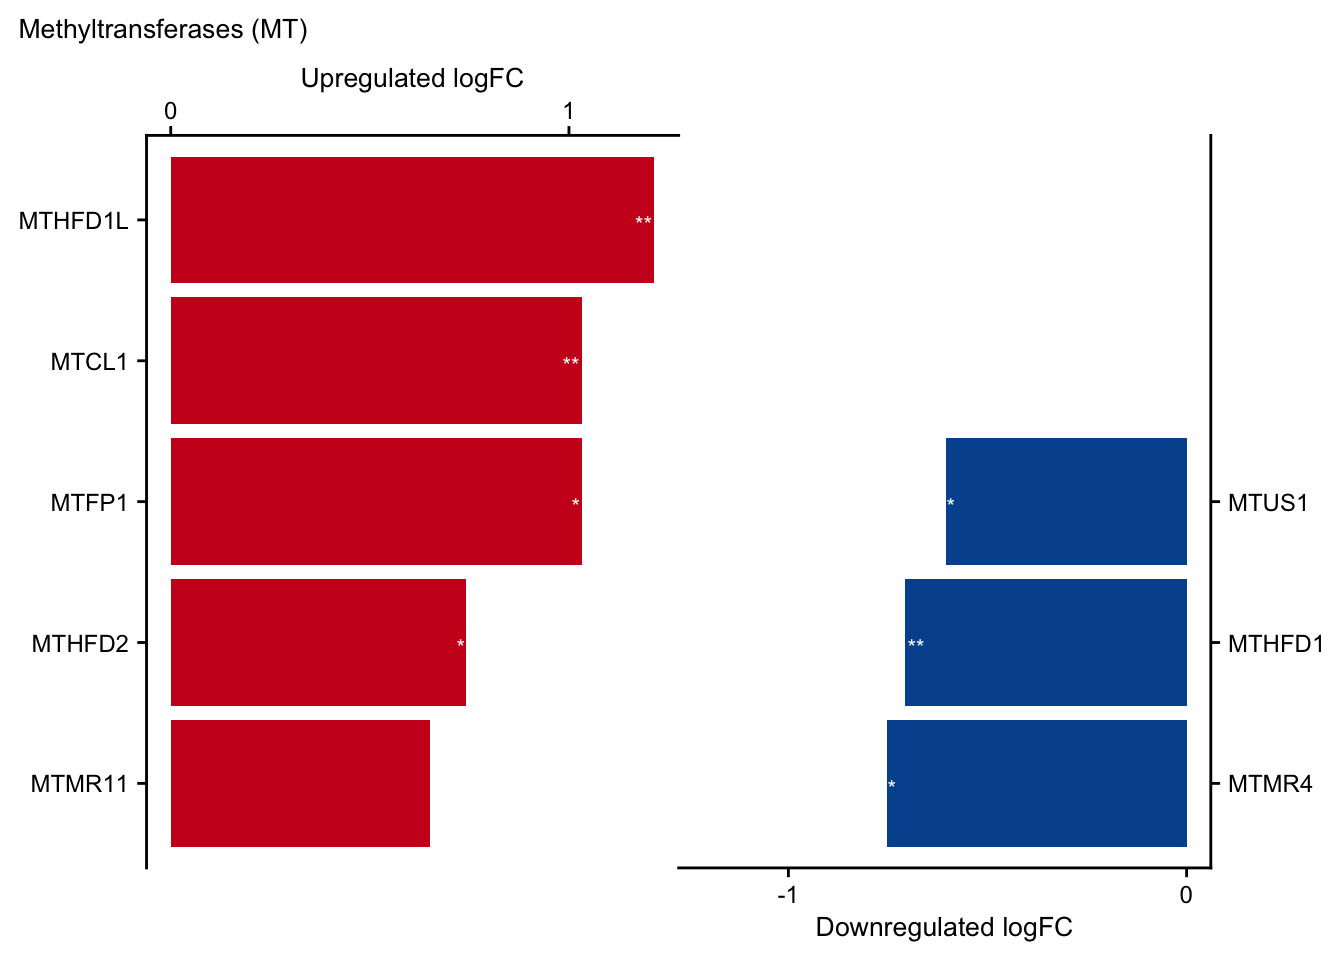 Methyltransferases (MT)
Upregulated logFC
0 1
MTHFD1L
**
MTCL1
**
MTFP1
*
* MTUS1
MTHFD2
*
** MTHFD1
MTMR11
* MTMR4
-1 0
Downregulated logFC